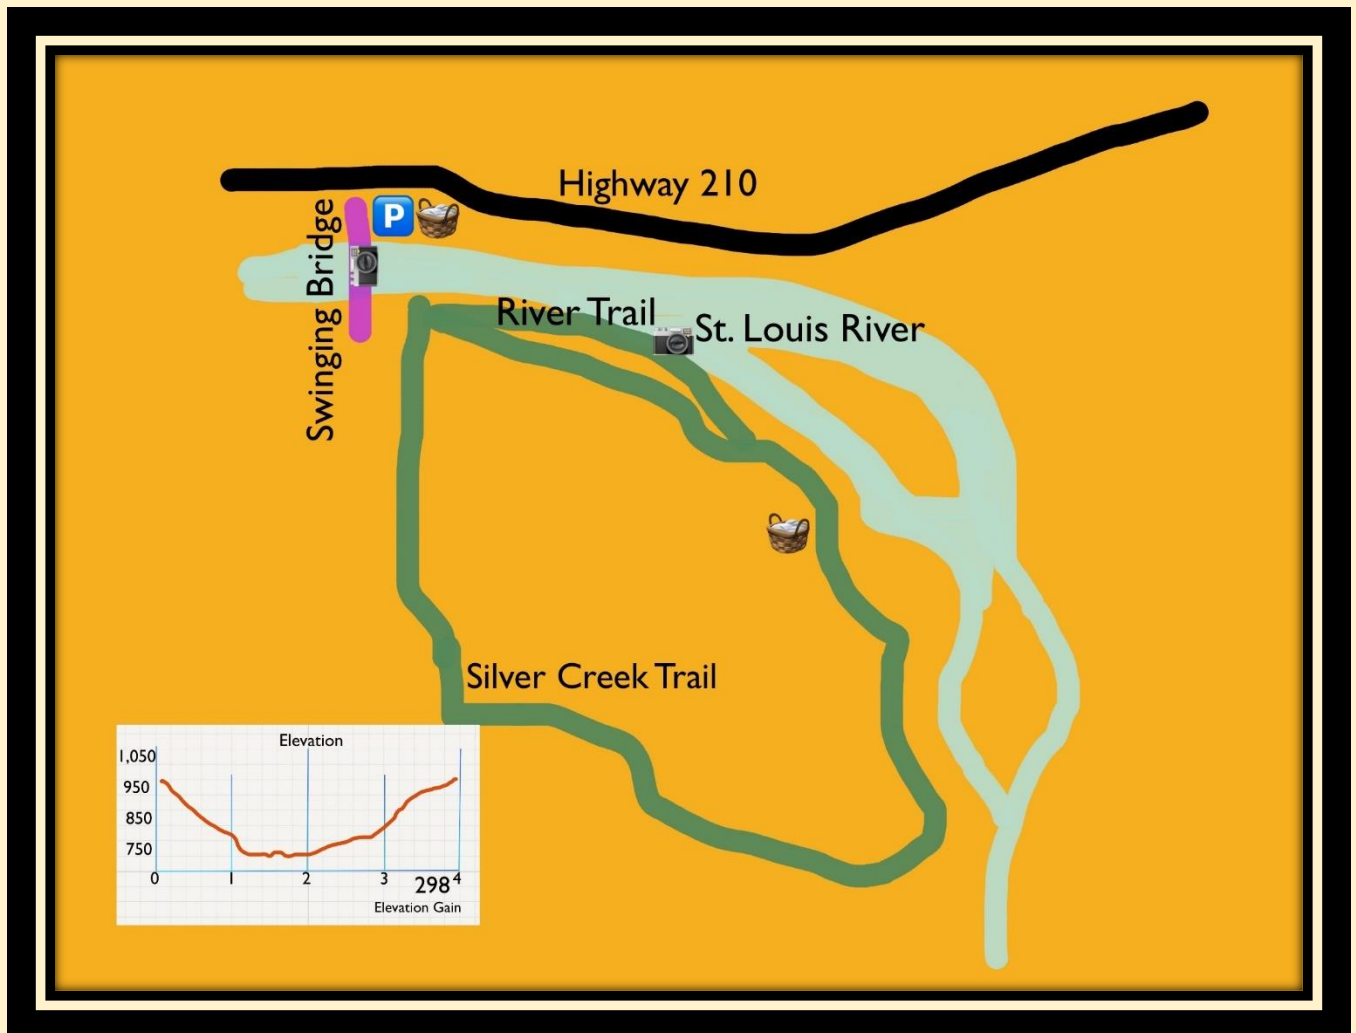 Highway 210
P
Swinging Bridge
River Trail
St. Louis River
Silver Creek Trail
Elevation
1,050
950
850
750
0 1 2 3 4
298
Elevation Gain